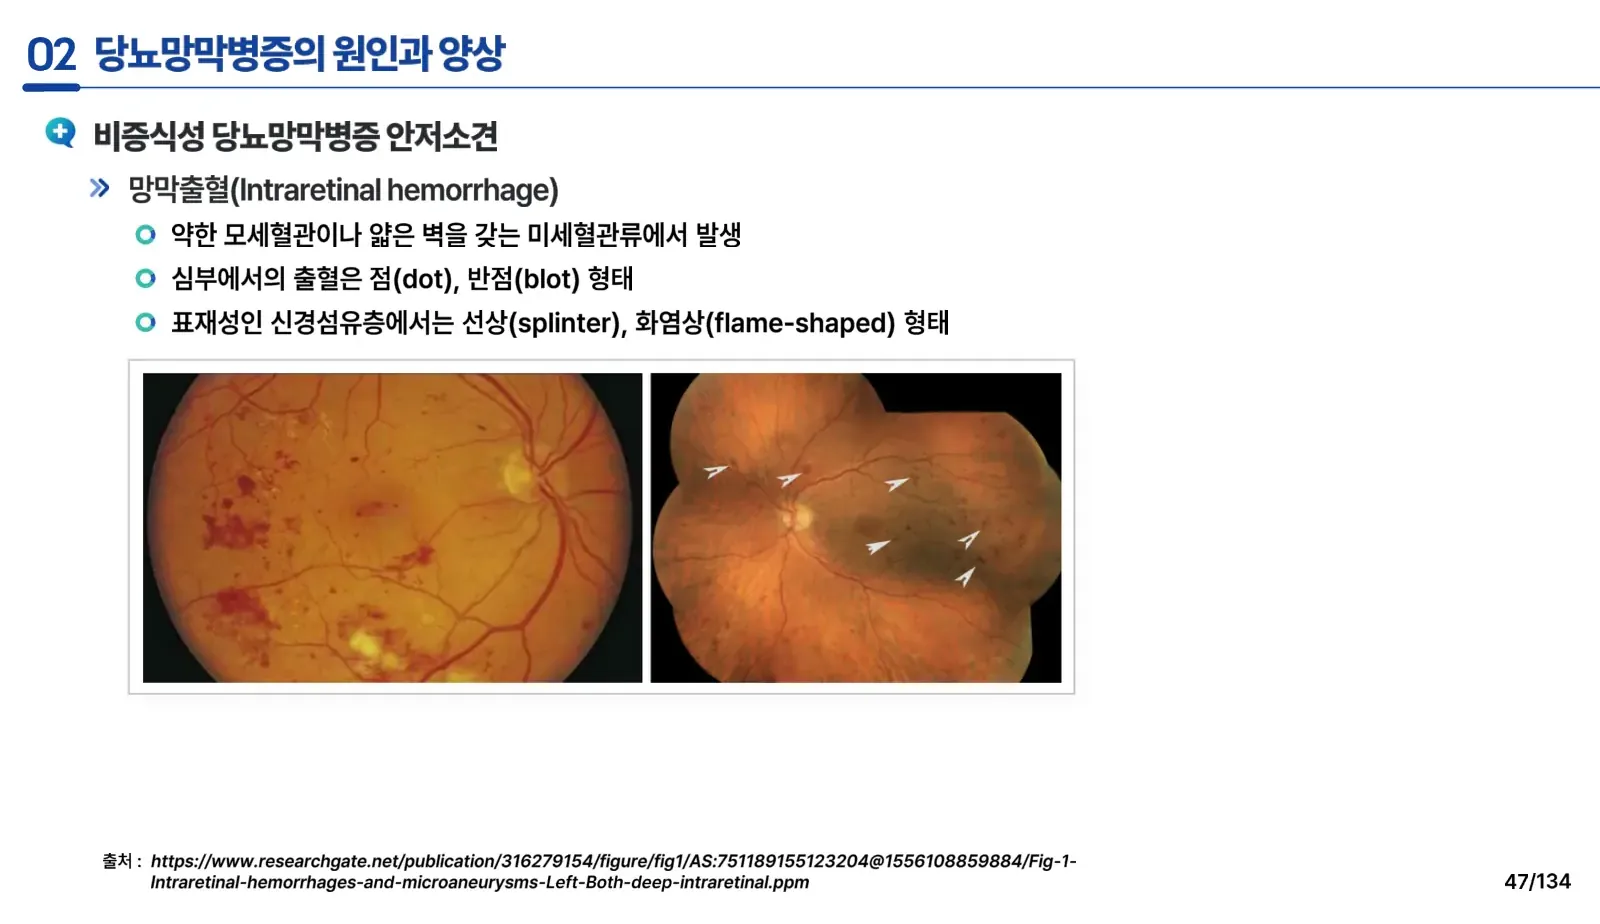 02 당뇨망막병증의 원인과 양상
비증식성 당뇨망막병증 안저소견
망막출혈(Intraretinal hemorrhage)
약한 모세혈관이나 얇은 벽을 갖는 미세혈관류에서 발생
심부에서의 출혈은 점(dot), 반점(blot) 형태
표재성인 신경섬유층에서는 선상(splinter), 화염상(flame-shaped) 형태
출처 : https://www.researchgate.net/publication/316279154/figure/fig1/AS:751189155123204@1556108859884/Fig-1-
Intraretinal-hemorrhages-and-microaneurysms-Left-Both-deep-intraretinal.ppm
47/134